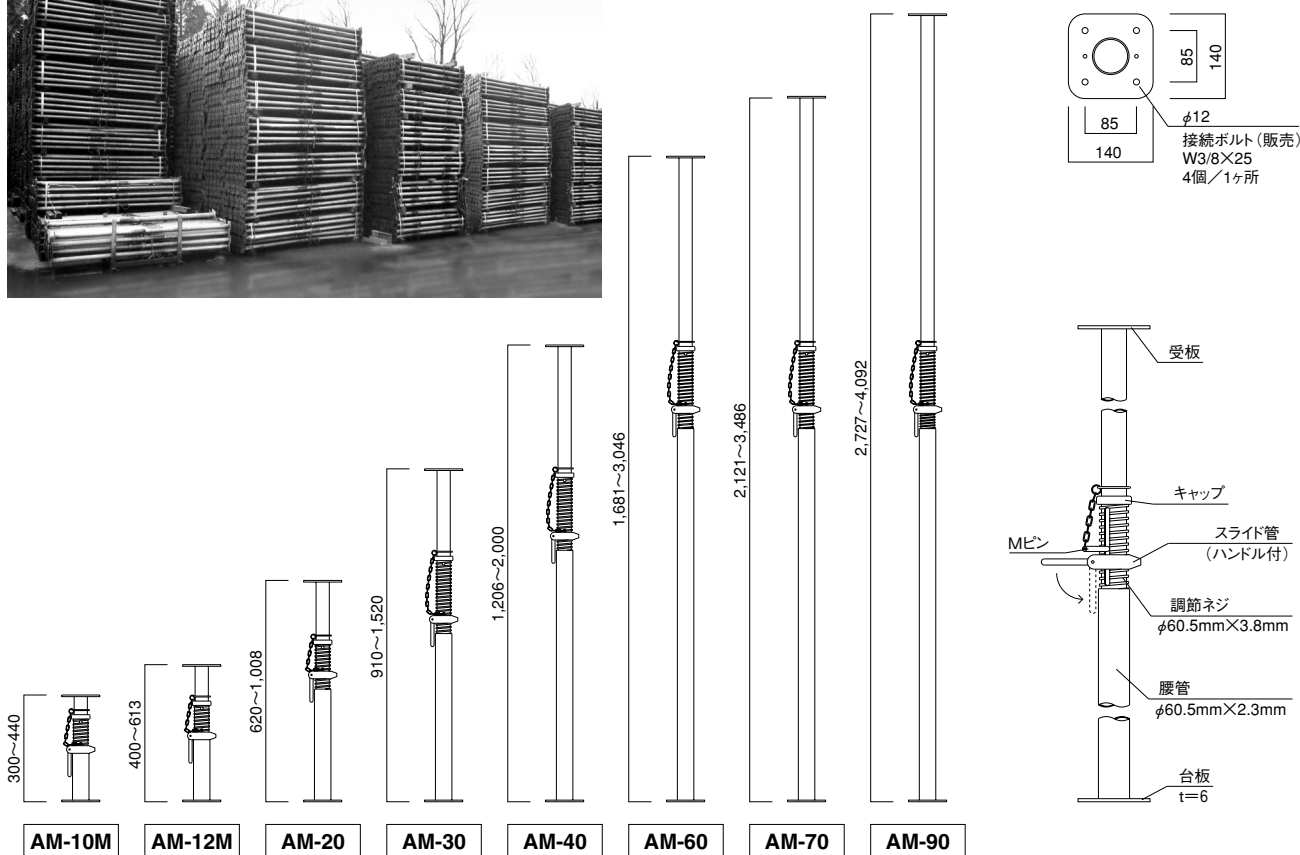 300～440
400～613
620～1,008
910～1,520
1,206～2,000
1,681～3,046
2,121～3,486
2,727～4,092
AM-10M
AM-12M
AM-20
AM-30
AM-40
AM-60
AM-70
AM-90
85
140
85
140
φ12
接続ボルト（販売）
W3/8×25
4個／1ヶ所
受板
キャップ
Mピン
スライド管
（ハンドル付）
調節ネジ
φ60.5mm×3.8mm
腰管
φ60.5mm×2.3mm
台板
t＝6